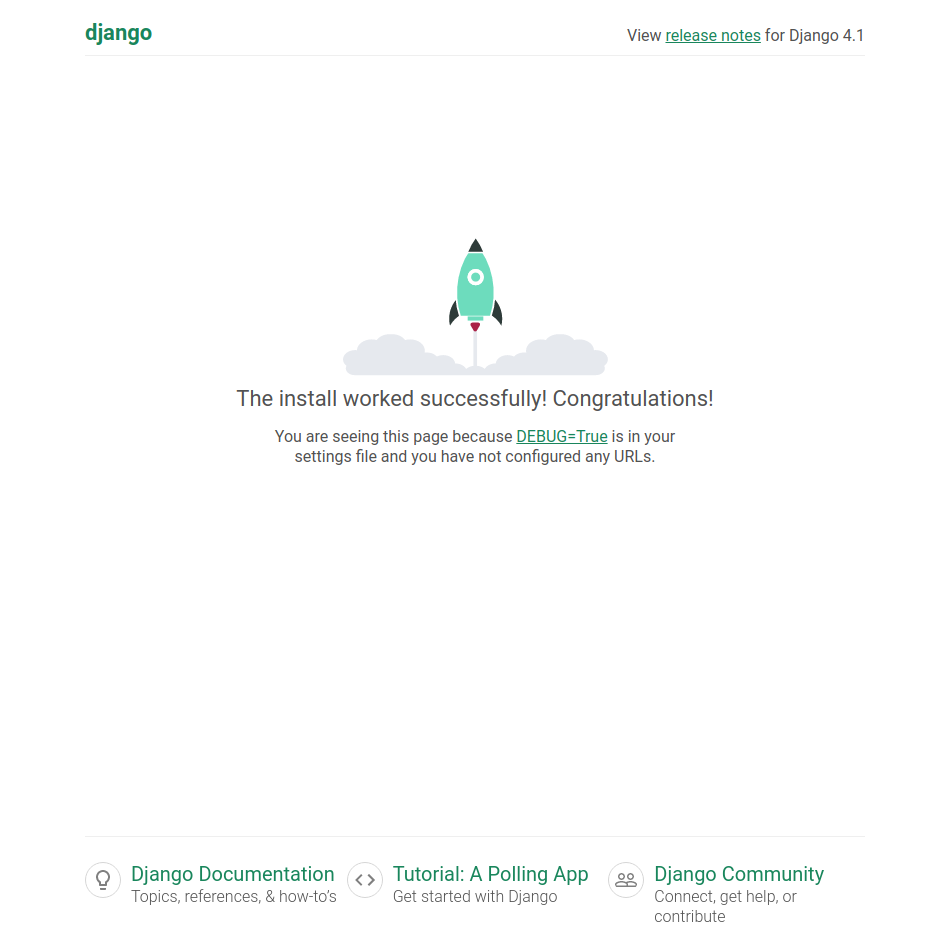 django
View release notes for Django 4.1
The install worked successfully! Congratulations!
You are seeing this page because DEBUG=True is in your
settings file and you have not configured any URLs.
Django Documentation
Topics, references, & how-to’s
Tutorial: A Polling App
Get started with Django
Django Community
Connect, get help, or
contribute